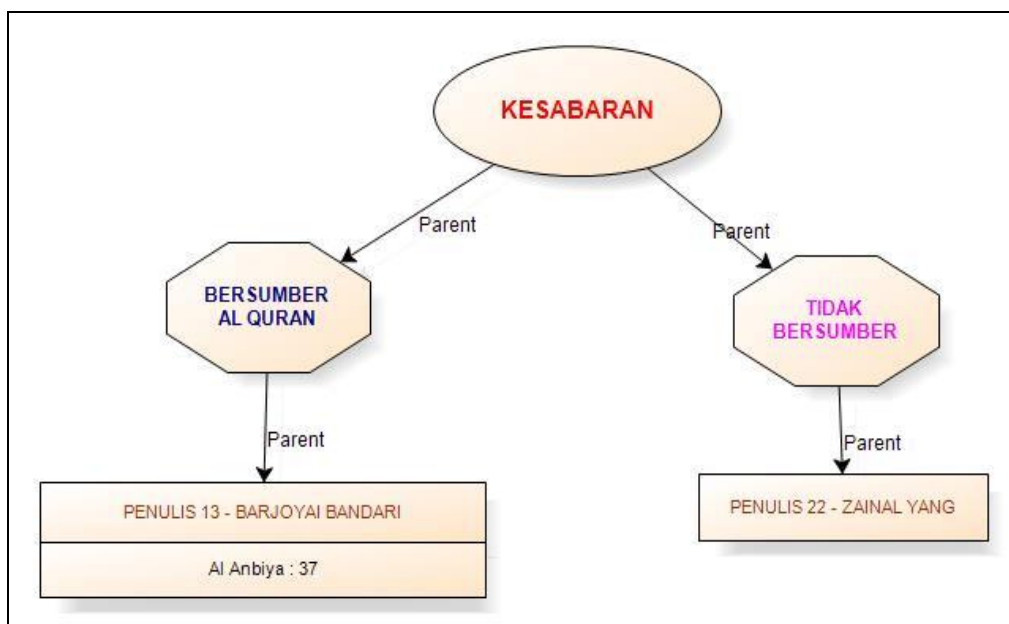 KESABARAN
Parent
Parent
BERSUMBER
AL QURAN
TIDAK
BERSUMBER
Parent
Parent
PENULIS 13 - BARJOYAI BANDARI
Al Anbiya : 37
PENULIS 22 - ZAINAL YANG